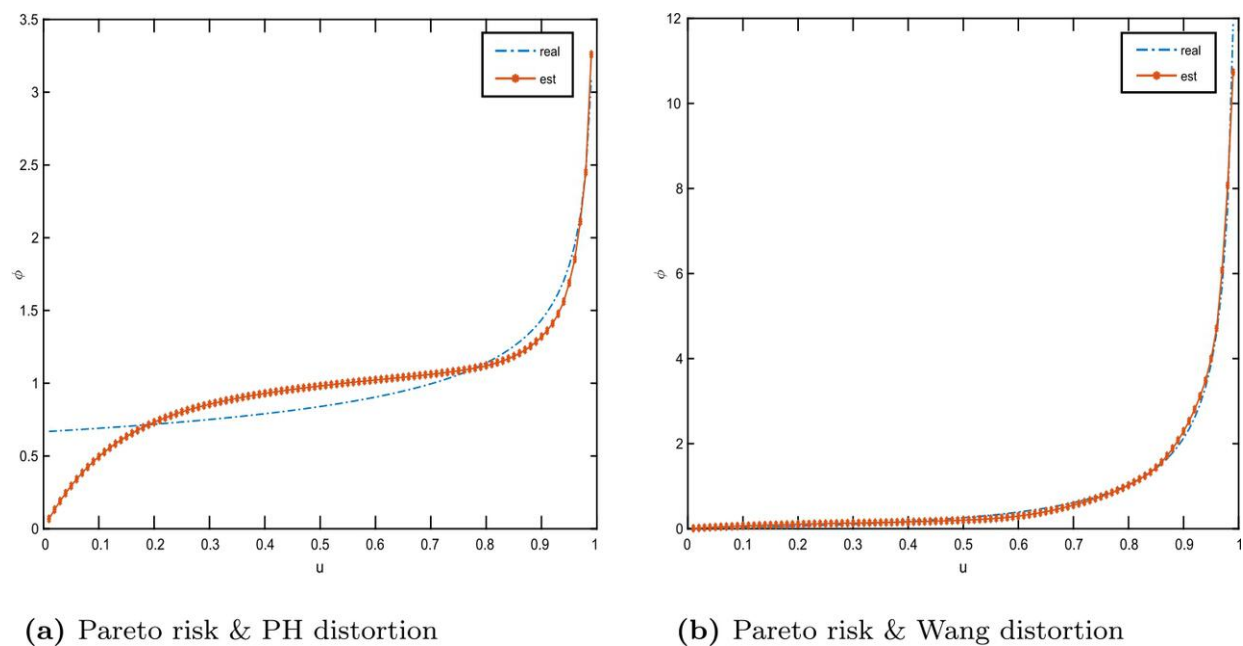 3.5
3
2.5
2
1.5
1
0.5
0
ϕ
0 0.1 0.2 0.3 0.4 0.5 0.6 0.7 0.8 0.9 1
u
real
est
(a) Pareto risk & PH distortion
12
10
8
6
4
2
0
ϕ
0 0.1 0.2 0.3 0.4 0.5 0.6 0.7 0.8 0.9 1
u
real
est
(b) Pareto risk & Wang distortion